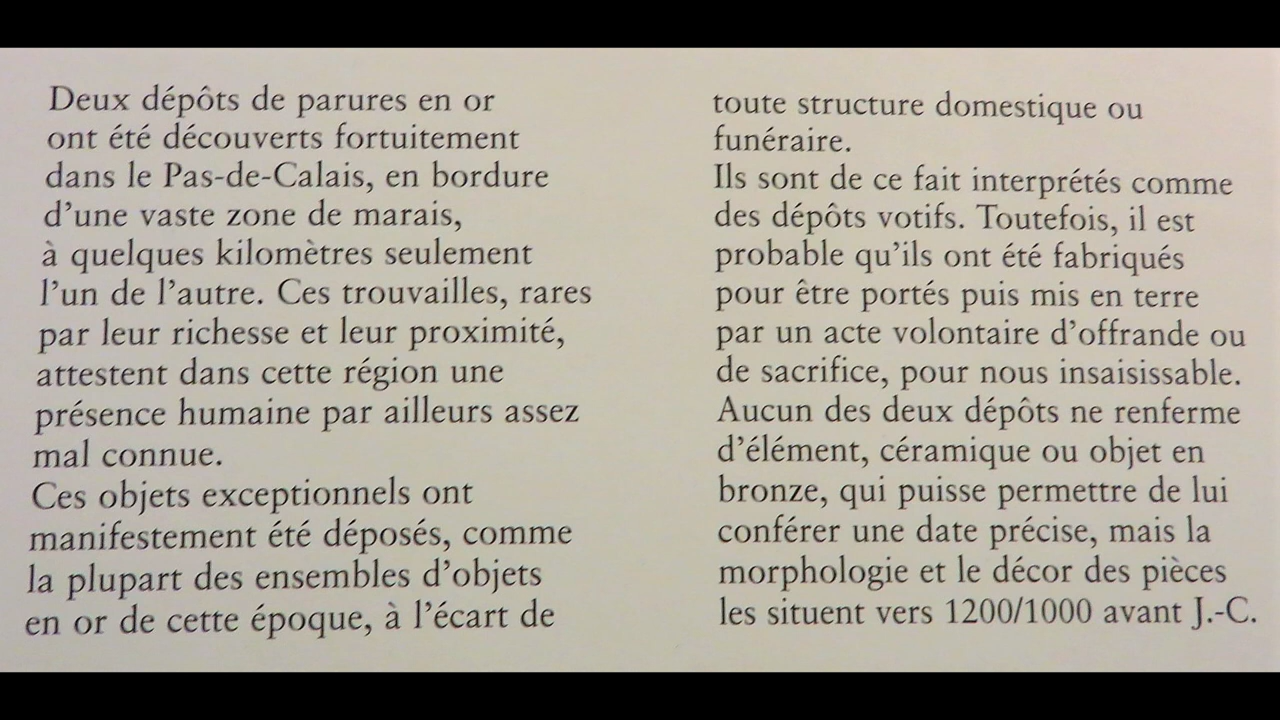 Deux dépôts de parures en or
ont été découverts fortuitement
dans le Pas-de-Calais, en bordure
d'une vaste zone de marais,
à quelques kilomètres seulement
l'un de l'autre. Ces trouvailles, rares
par leur richesse et leur proximité,
attestent dans cette région une
présence humaine par ailleurs assez
mal connue.
Ces objets exceptionnels ont
manifestement été déposés, comme
la plupart des ensembles d'objets
en or de cette époque, à l'écart de
toute structure domestique ou
funéraire.
Ils sont de ce fait interprétés comme
des dépôts votifs. Toutefois, il est
probable qu'ils ont été fabriqués
pour être portés puis mis en terre
par un acte volontaire d'offrande ou
de sacrifice, pour nous insaisissable.
Aucun des deux dépôts ne renferme
d'élément, céramique ou objet en
bronze, qui puisse permettre de lui
conférer une date précise, mais la
morphologie et le décor des pièces
les situent vers 1200/1000 avant J.-C.